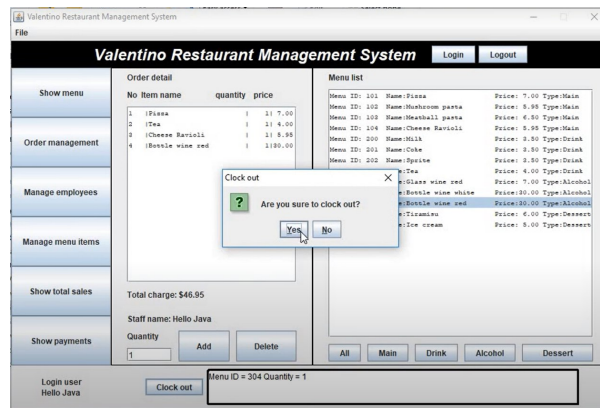 Valentino Restaurant Management System
File
Valentino Restaurant Management System
Login
Logout
Show menu
Order management
Manage employees
Manage menu items
Show total sales
Show payments
Order detail
No Item name quantity price
1 |Pizza | 1| 7.00
2 |Tea | 1| 4.00
3 |Cheese Ravioli | 1| 5.95
4 |Bottle wine red | 1|30.00
Total charge: $46.95
Staff name: Hello Java
Quantity
1
Add
Delete
Menu list
Menu ID: 101 Name:Pizza Price: 7.00 Type:Main
Menu ID: 102 Name:Mushroom pasta Price: 5.95 Type:Main
Menu ID: 103 Name:Meatball pasta Price: 6.50 Type:Main
Menu ID: 104 Name:Cheese Ravioli Price: 5.95 Type:Main
Menu ID: 200 Name:Milk Price: 3.50 Type:Drink
Menu ID: 201 Name:Coke Price: 3.50 Type:Drink
Menu ID: 202 Name:Sprite Price: 3.50 Type:Drink
e:Tea Price: 4.00 Type:Drink
e:Glass wine red Price: 7.00 Type:Alcohol
e:Bottle wine white Price:30.00 Type:Alcohol
e:Bottle wine red Price:30.00 Type:Alcohol
e:Tiramisu Price: 6.00 Type:Dessert
e:Ice cream Price: 5.00 Type:Dessert
All
Main
Drink
Alcohol
Dessert
Clock out
Are you sure to clock out?
Yes
No
Login user
Hello Java
Clock out
Menu ID = 304 Quantity = 1